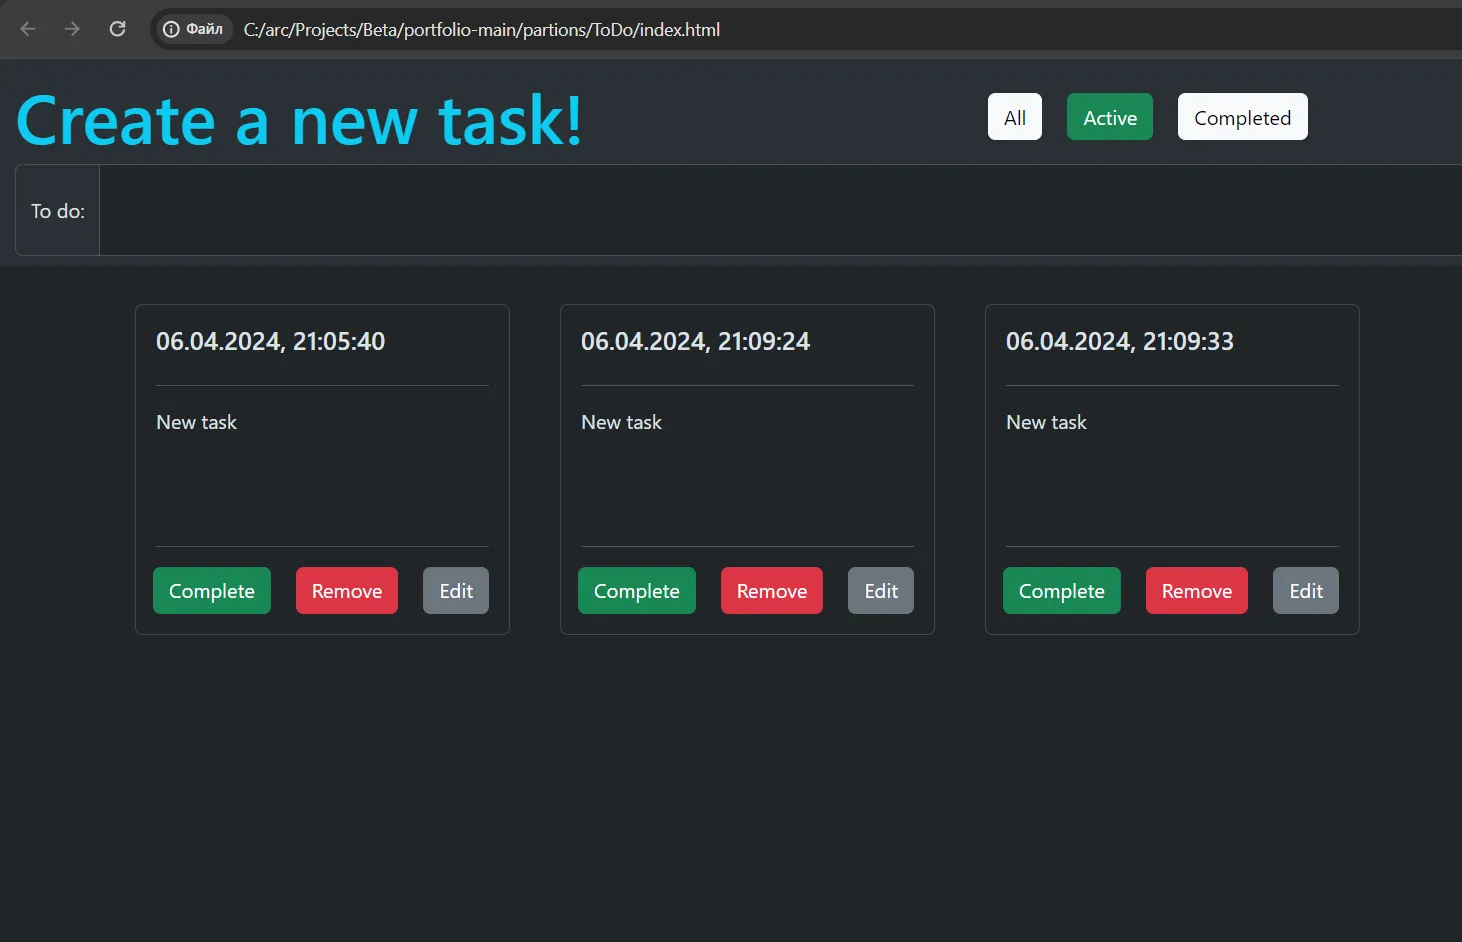 Файл C:/arc/Projects/Beta/portfolio-main/partions/ToDo/index.html
Create a new task!
All Active Completed
To do:
06.04.2024, 21:05:40
New task
Complete Remove Edit
06.04.2024, 21:09:24
New task
Complete Remove Edit
06.04.2024, 21:09:33
New task
Complete Remove Edit